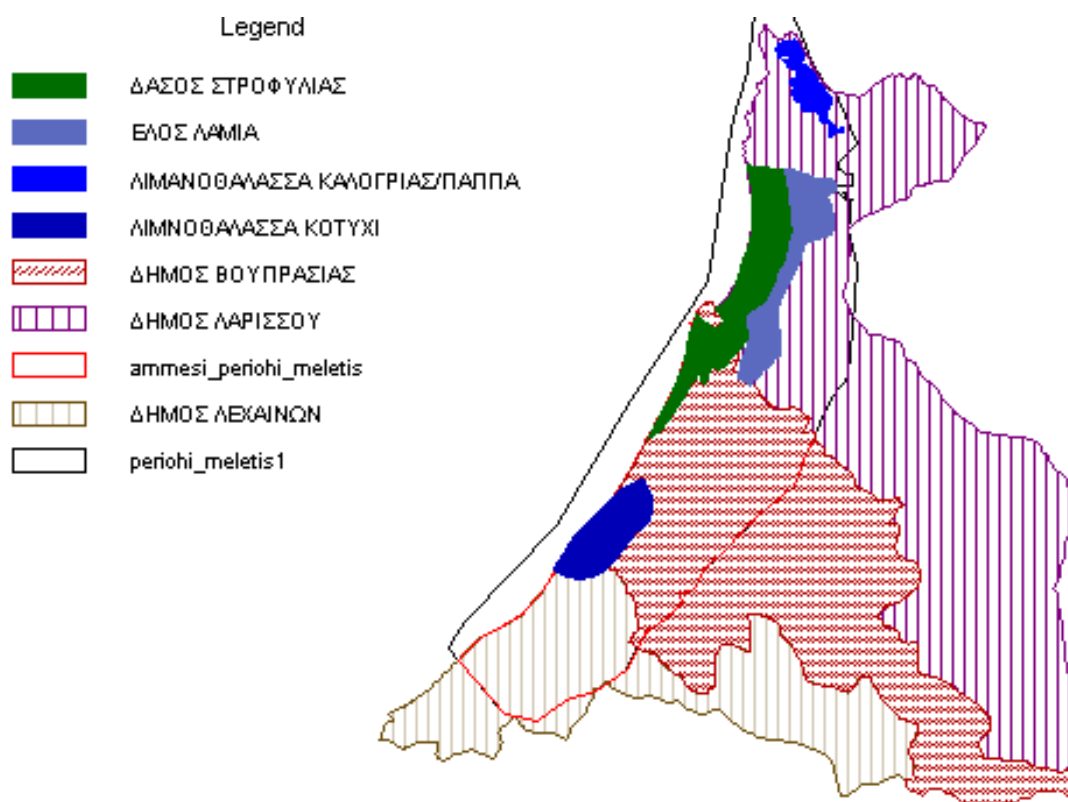 Legend
ΔΑΣΟΣ ΣΤΡΟΦΥΛΙΑΣ
ΕΛΟΣ ΛΑΜΙΑ
ΛΙΜΑΝΟΘΑΛΑΣΣΑ ΚΑΛΟΓΡΙΑΣ/ΠΑΠΠΑ
ΛΙΜΝΟΘΑΛΑΣΣΑ ΚΟΤΥΧΙ
ΔΗΜΟΣ ΒΟΥΠΡΑΣΙΑΣ
ΔΗΜΟΣ ΛΑΡΙΣΣΟΥ
ammesi_periohi_meletis
ΔΗΜΟΣ ΛΕΧΑΙΝΩΝ
periohi_meletis1